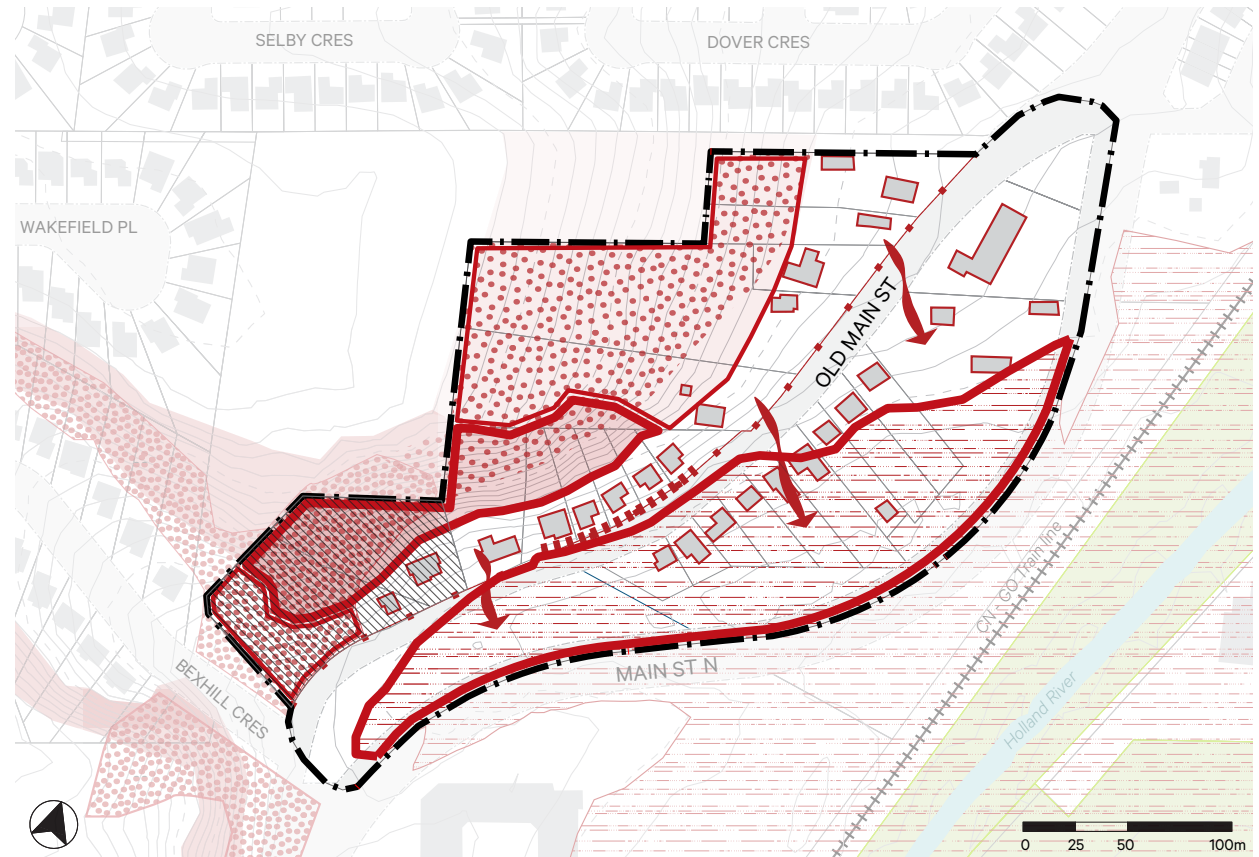 SELBY CRES
DOVER CRES
WAKEFIELD PL
OLD MAIN ST
CN - GO Train line
MAIN ST N
BEXHILL CRES
Holland River
0 25 50 100m